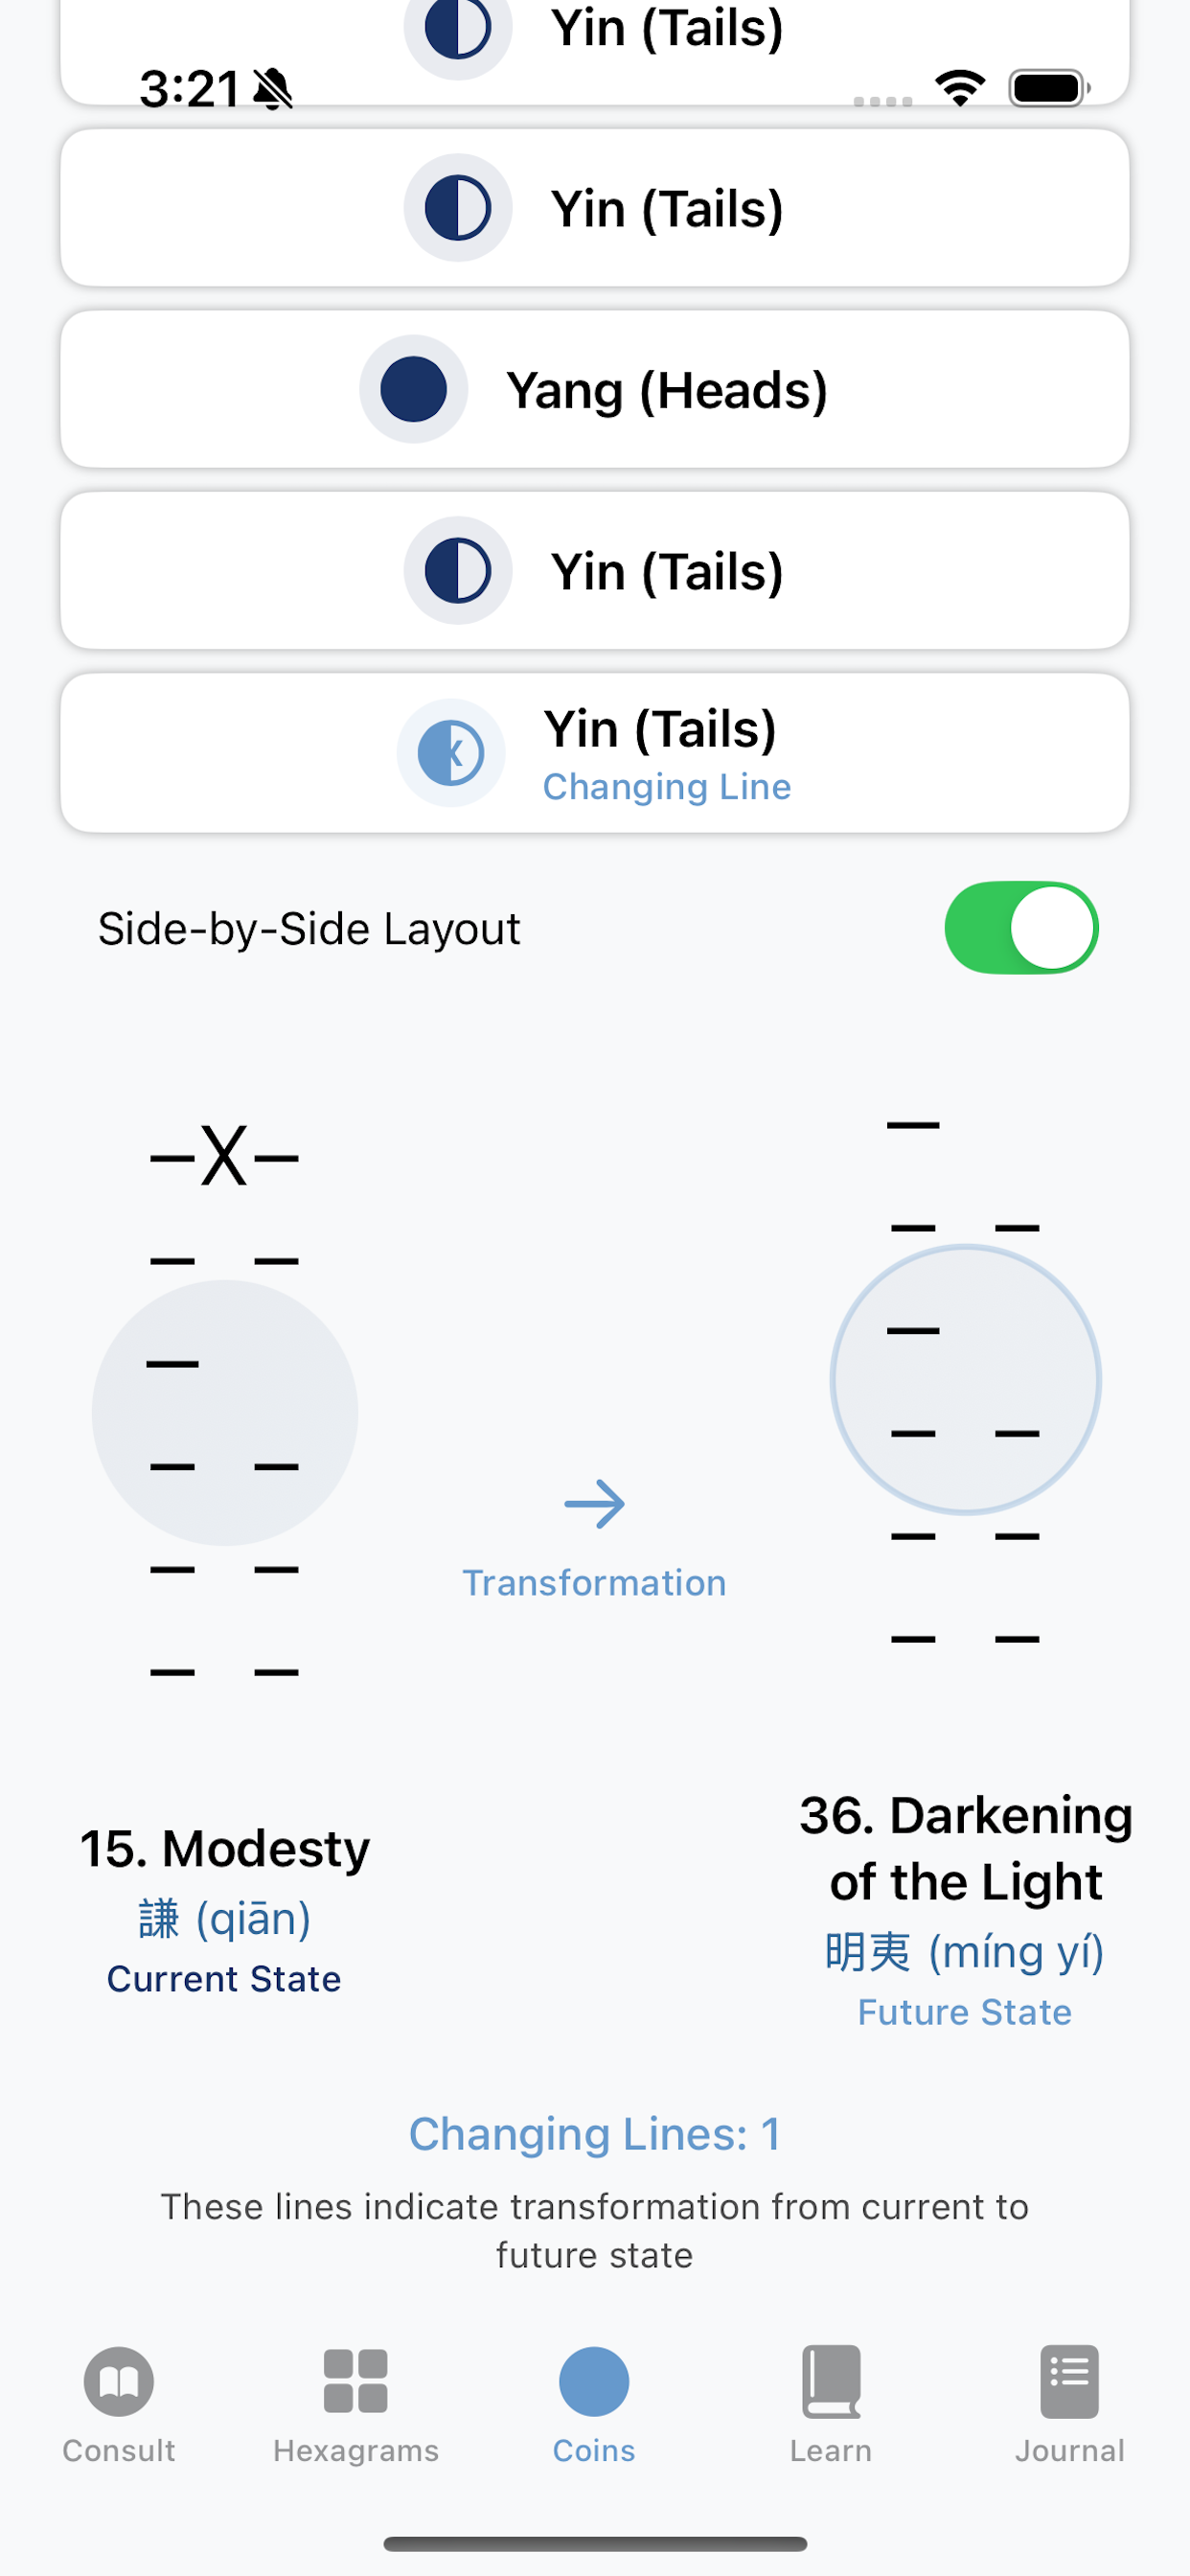 Yin (Tails)
3:21
Yin (Tails)
Yang (Heads)
Yin (Tails)
X
Yin (Tails)
Changing Line
Side-by-Side Layout
—X—
— —
—
— —
— —
— —
—
— —
—
— —
— —
— —
→
Transformation
15. Modesty
謙 (qiān)
Current State
36. Darkening
of the Light
明夷 (míng yí)
Future State
Changing Lines: 1
These lines indicate transformation from current to
future state
Consult
Hexagrams
Coins
Learn
Journal